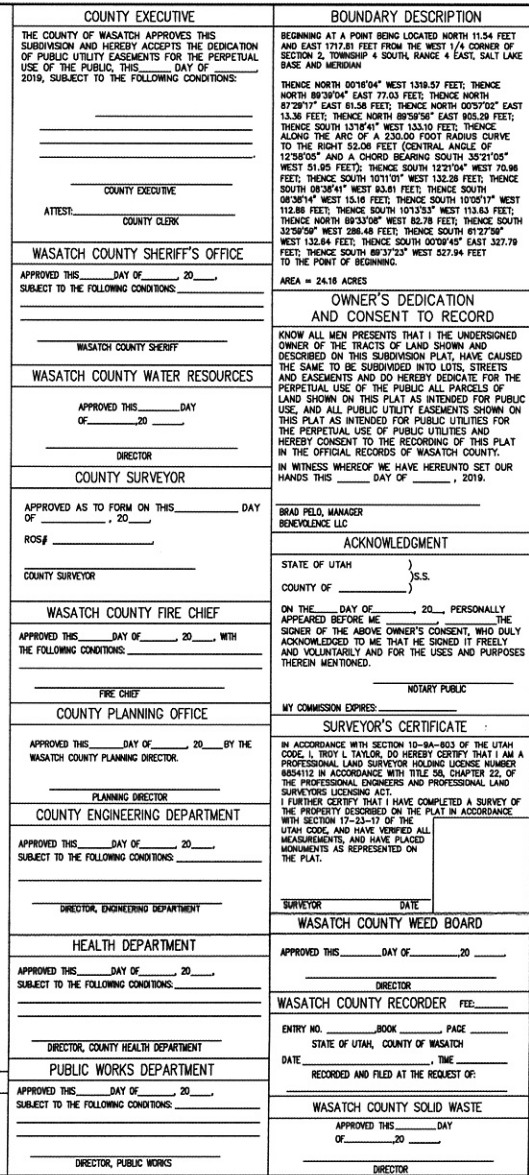 COUNTY EXECUTIVE
THE COUNTY OF WASATCH APPROVES THIS
SUBDIVISION AND HEREBY ACCEPTS THE DEDICATION
OF PUBLIC UTILITY EASEMENTS FOR THE PERPETUAL
USE OF THE PUBLIC, THIS_____ DAY OF ________,
2019, SUBJECT TO THE FOLLOWING CONDITIONS:
COUNTY EXECUTIVE
ATTEST:
COUNTY CLERK
WASATCH COUNTY SHERIFF'S OFFICE
APPROVED THIS_____DAY OF______, 20____,
SUBJECT TO THE FOLLOWING CONDITIONS:
WASATCH COUNTY SHERIFF
WASATCH COUNTY WATER RESOURCES
APPROVED THIS________DAY
OF________,20 ______,
DIRECTOR
COUNTY SURVEYOR
APPROVED AS TO FORM ON THIS__________ DAY
OF __________, 20____,
ROS# ______________
COUNTY SURVEYOR
WASATCH COUNTY FIRE CHIEF
APPROVED THIS_____DAY OF______, 20____, WITH
THE FOLLOWING CONDITIONS:
FIRE CHIEF
COUNTY PLANNING OFFICE
APPROVED THIS_____DAY OF______, 20____BY THE
WASATCH COUNTY PLANNING DIRECTOR.
PLANNING DIRECTOR
COUNTY ENGINEERING DEPARTMENT
APPROVED THIS_____DAY OF______, 20____,
SUBJECT TO THE FOLLOWING CONDITIONS:
DIRECTOR, ENGINEERING DEPARTMENT
HEALTH DEPARTMENT
APPROVED THIS_____DAY OF______, 20____,
SUBJECT TO THE FOLLOWING CONDITIONS:
DIRECTOR, COUNTY HEALTH DEPARTMENT
PUBLIC WORKS DEPARTMENT
APPROVED THIS_____DAY OF______, 20____,
SUBJECT TO THE FOLLOWING CONDITIONS:
DIRECTOR, PUBLIC WORKS
BOUNDARY DESCRIPTION
BEGINNING AT A POINT BEING LOCATED NORTH 11.54 FEET
AND EAST 1717.81 FEET FROM THE WEST 1/4 CORNER OF
SECTION 2, TOWNSHIP 4 SOUTH, RANGE 4 EAST, SALT LAKE
BASE AND MERIDIAN
THENCE NORTH 00°16'04" WEST 1319.57 FEET; THENCE
NORTH 89°39'04" EAST 77.03 FEET; THENCE NORTH
87°29'17" EAST 61.58 FEET; THENCE NORTH 00°57'02" EAST
13.36 FEET; THENCE NORTH 89°59'56" EAST 905.29 FEET;
THENCE SOUTH 13°18'41" WEST 133.10 FEET; THENCE
ALONG THE ARC OF A 230.00 FOOT RADIUS CURVE
TO THE RIGHT 52.06 FEET (CENTRAL ANGLE OF
12°58'05" AND A CHORD BEARING SOUTH 35°21'05"
WEST 51.95 FEET); THENCE SOUTH 12°21'04" WEST 70.96
FEET; THENCE SOUTH 10°11'01" WEST 132.28 FEET; THENCE
SOUTH 08°38'41" WEST 93.81 FEET; THENCE SOUTH
08°38'14" WEST 15.16 FEET; THENCE SOUTH 10°05'17" WEST
112.86 FEET; THENCE SOUTH 10°13'53" WEST 113.63 FEET;
THENCE NORTH 89°33'08" WEST 82.78 FEET; THENCE SOUTH
32°59'59" WEST 286.48 FEET; THENCE SOUTH 61°27'59"
WEST 132.64 FEET; THENCE SOUTH 00°09'45" EAST 327.79
FEET; THENCE SOUTH 89°37'23" WEST 527.94 FEET
TO THE POINT OF BEGINNING.
AREA = 24.16 ACRES
OWNER'S DEDICATION
AND CONSENT TO RECORD
KNOW ALL MEN PRESENTS THAT I THE UNDERSIGNED
OWNER OF THE TRACTS OF LAND SHOWN AND
DESCRIBED ON THIS SUBDIVISION PLAT, HAVE CAUSED
THE SAME TO BE SUBDIVIDED INTO LOTS, STREETS
AND EASEMENTS AND DO HEREBY DEDICATE FOR THE
PERPETUAL USE OF THE PUBLIC ALL PARCELS OF
LAND SHOWN ON THIS PLAT AS INTENDED FOR PUBLIC
USE, AND ALL PUBLIC UTILITY EASEMENTS SHOWN ON
THIS PLAT AS INTENDED FOR PUBLIC UTILITIES FOR
THE PERPETUAL USE OF PUBLIC UTILITIES AND
HEREBY CONSENT TO THE RECORDING OF THIS PLAT
IN THE OFFICIAL RECORDS OF WASATCH COUNTY.
IN WITNESS WHEREOF WE HAVE HEREUNTO SET OUR
HANDS THIS ______ DAY OF ______, 2019.
BRAD PELO, MANAGER
BENEVOLENCE LLC
ACKNOWLEDGMENT
STATE OF UTAH )
)S.S.
COUNTY OF __________ )
ON THE____ DAY OF______, 20__, PERSONALLY
APPEARED BEFORE ME ________, ________THE
SIGNER OF THE ABOVE OWNER'S CONSENT, WHO DULY
ACKNOWLEDGED TO ME THAT HE SIGNED IT FREELY
AND VOLUNTARILY AND FOR THE USES AND PURPOSES
THEREIN MENTIONED.
NOTARY PUBLIC
MY COMMISSION EXPIRES:
SURVEYOR'S CERTIFICATE
IN ACCORDANCE WITH SECTION 10-9A-603 OF THE UTAH
CODE, I, TROY L TAYLOR, DO HEREBY CERTIFY THAT I AM A
PROFESSIONAL LAND SURVEYOR HOLDING LICENSE NUMBER
6854112 IN ACCORDANCE WITH TITLE 58, CHAPTER 22, OF
THE PROFESSIONAL ENGINEERS AND PROFESSIONAL LAND
SURVEYORS LICENSING ACT.
I FURTHER CERTIFY THAT I HAVE COMPLETED A SURVEY OF
THE PROPERTY DESCRIBED ON THE PLAT IN ACCORDANCE
WITH SECTION 17-23-17 OF THE
UTAH CODE, AND HAVE VERIFIED ALL
MEASUREMENTS, AND HAVE PLACED
MONUMENTS AS REPRESENTED ON
THE PLAT.
SURVEYOR DATE
WASATCH COUNTY WEED BOARD
APPROVED THIS______DAY OF______,20 ______,
DIRECTOR
WASATCH COUNTY RECORDER FEE:______
ENTRY NO. ________,BOOK ______, PAGE ______
STATE OF UTAH, COUNTY OF WASATCH
DATE______________, TIME ________
RECORDED AND FILED AT THE REQUEST OF:
WASATCH COUNTY SOLID WASTE
APPROVED THIS________DAY
OF________,20 ______,
DIRECTOR